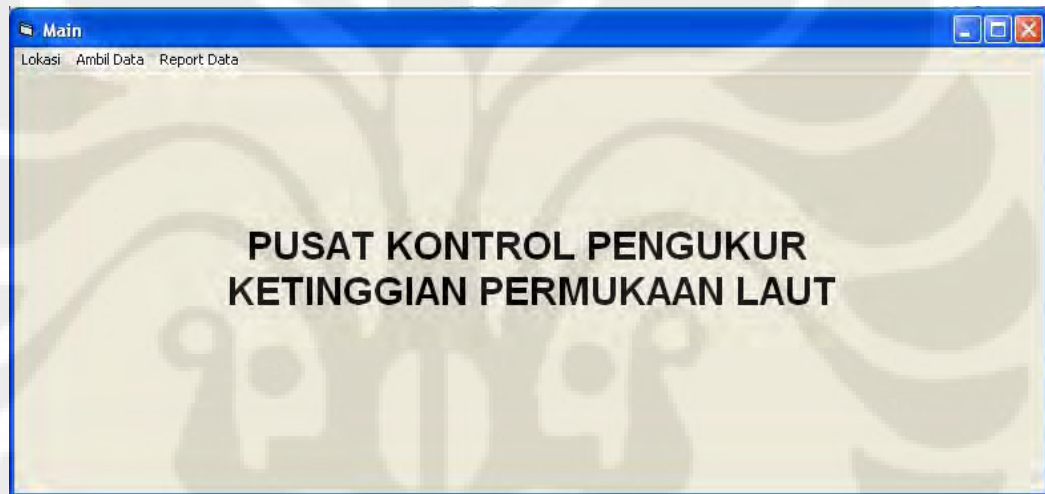 Main
Lokasi Ambil Data Report Data
PUSAT KONTROL PENGUKUR
KETINGGIAN PERMUKAAN LAUT